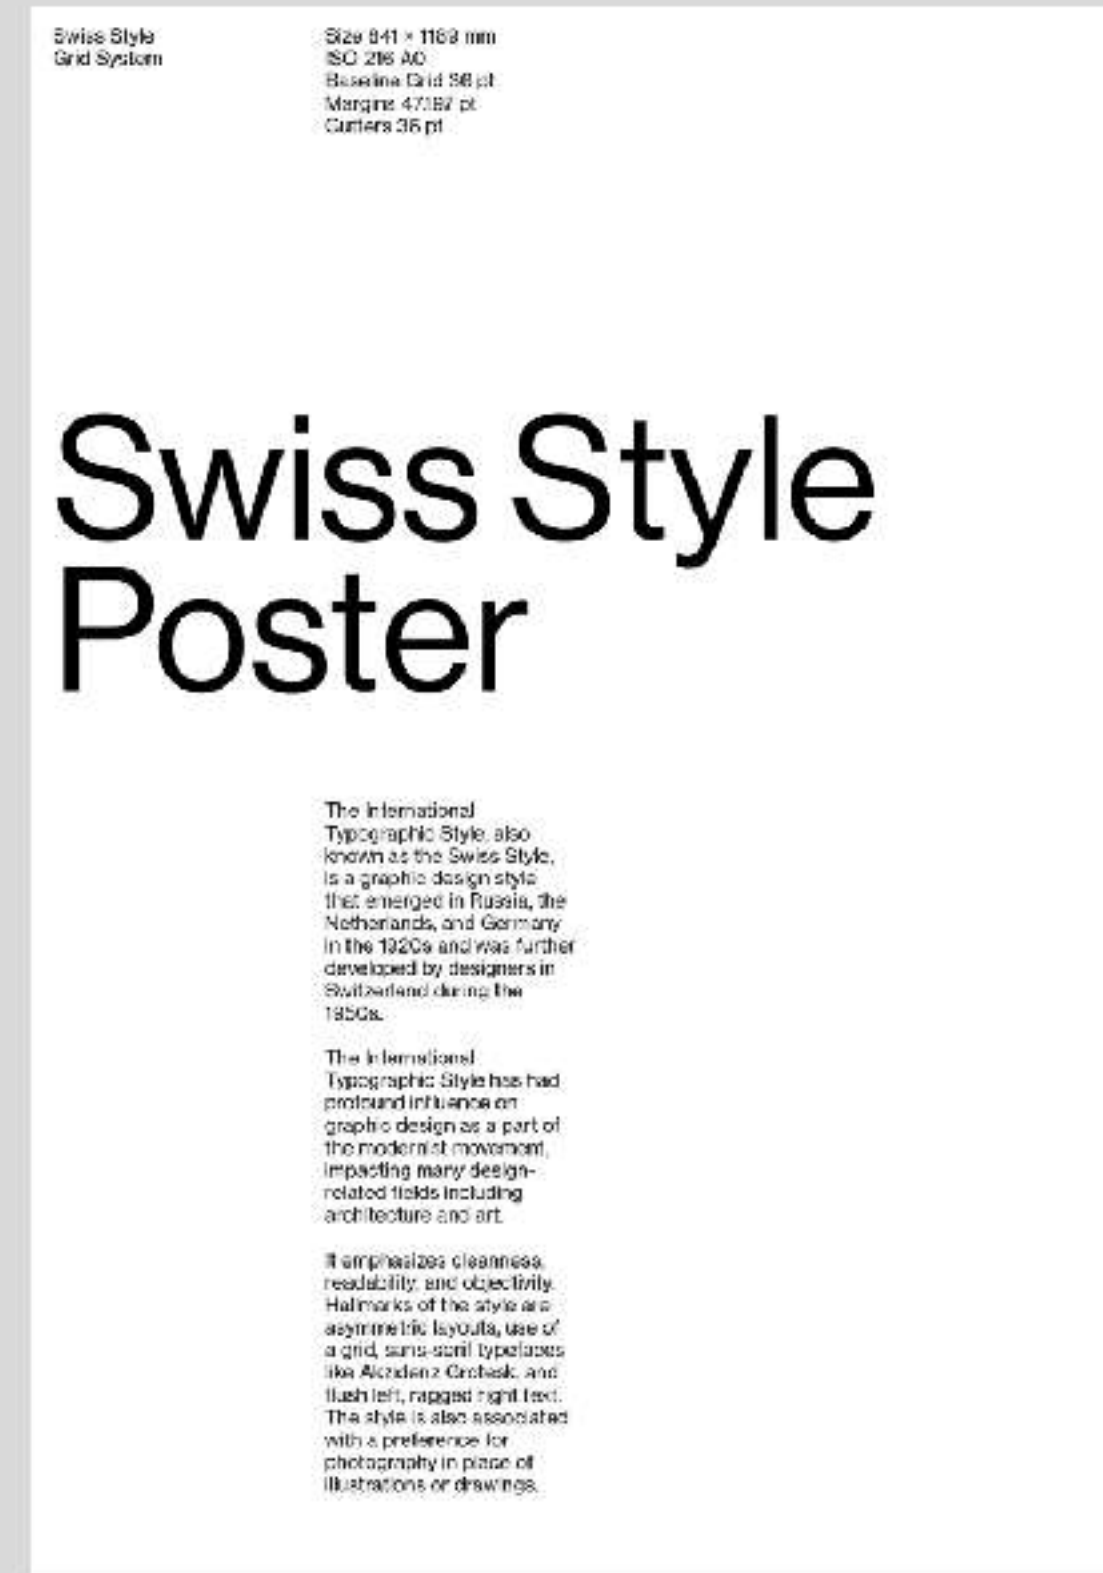 Swiss Style
Grid System
Size 841 × 1189 mm
ISO 216 A0
Baseline Grid 36 pt
Margins 47.197 pt
Gutters 36 pt
Swiss Style
Poster
The International
Typographic Style, also
known as the Swiss Style,
is a graphic design style
that emerged in Russia, the
Netherlands, and Germany
in the 1920s and was further
developed by designers in
Switzerland during the
1950s.
The International
Typographic Style has had
profound influence on
graphic design as a part of
the modernist movement,
impacting many design-
related fields including
architecture and art.
It emphasizes cleanness,
readability, and objectivity.
Hallmarks of the style are
asymmetric layouts, use of
a grid, sans-serif typefaces
like Akzidenz Grotesk, and
flush left, ragged right text.
The style is also associated
with a preference for
photography in place of
illustrations or drawings.